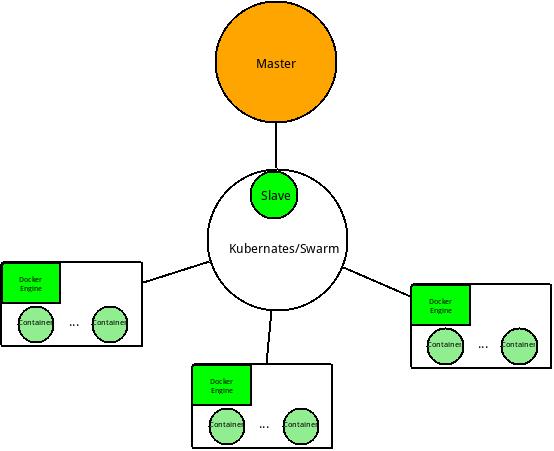 Master
Slave
Kubernates/Swarm
Docker
Engine
Container
...
Container
Docker
Engine
Container
...
Container
Docker
Engine
Container
...
Container